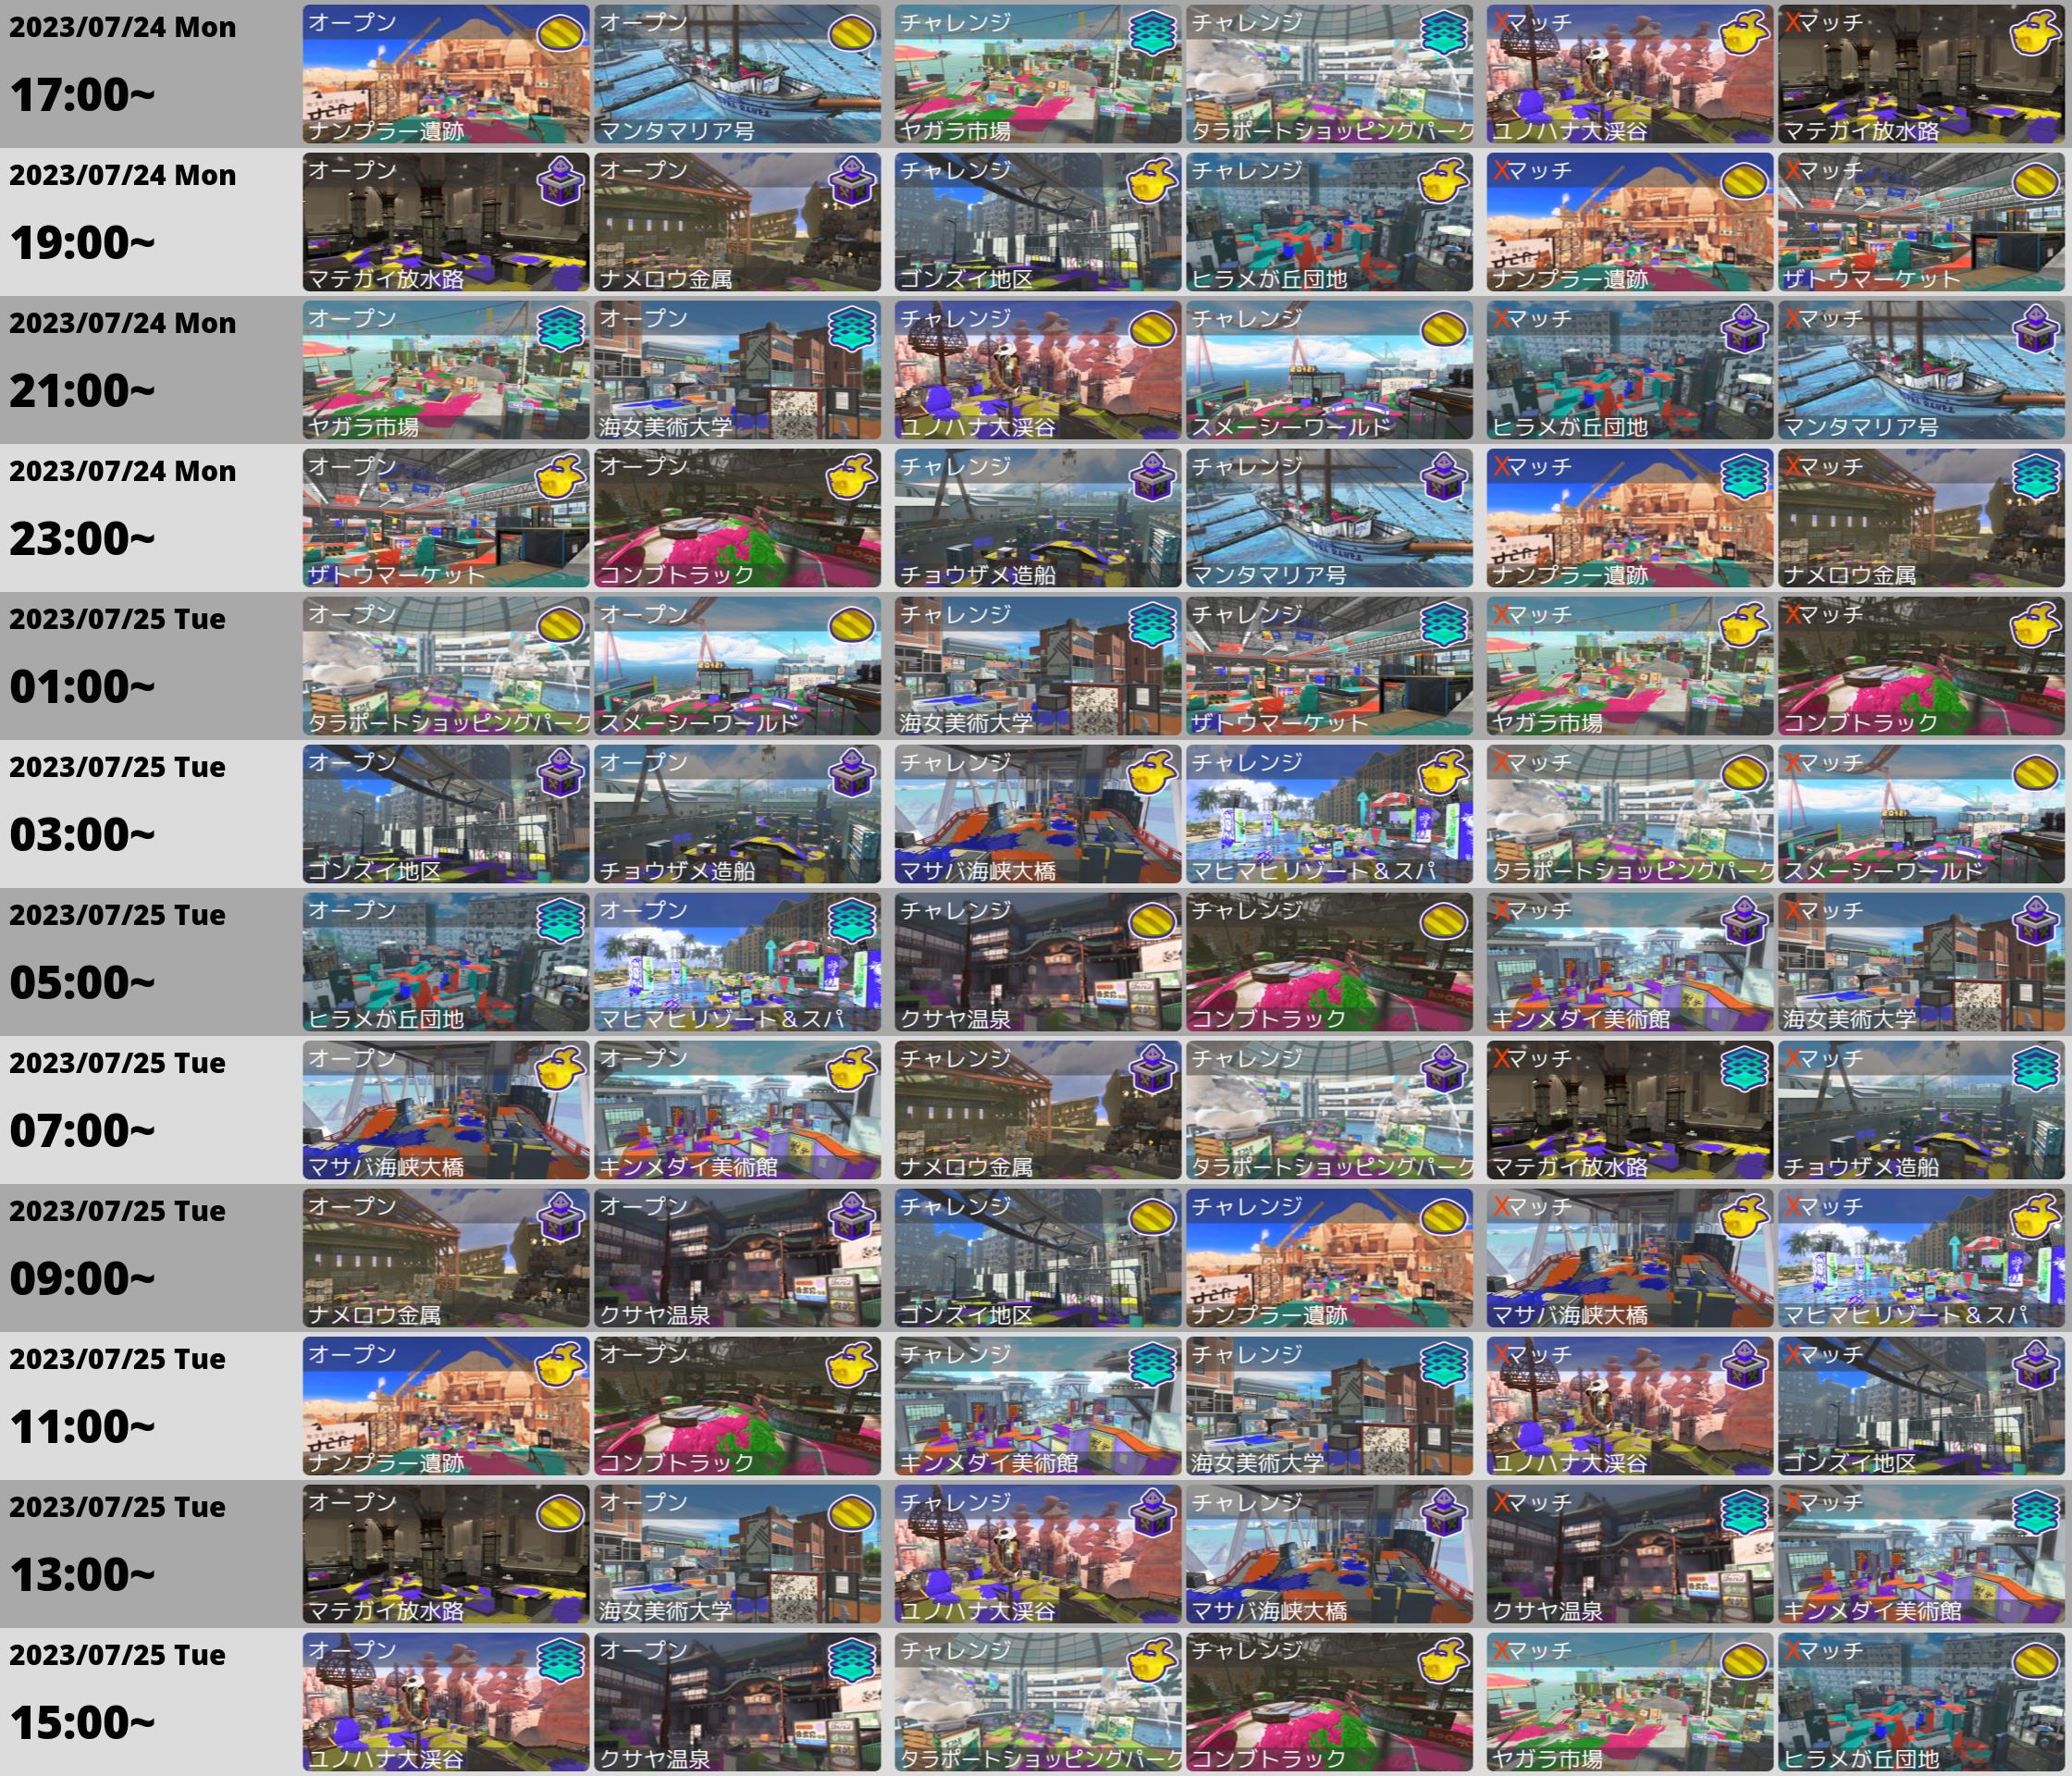 2023/07/24 Mon
17:00~
オープン オープン チャレンジ チャレンジ Xマッチ Xマッチ
ナンプラー遺跡 マンタマリア号 ヤガラ市場 タラポートショッピングパーク ユノハナ大渓谷 マテガイ放水路
2023/07/24 Mon
19:00~
オープン オープン チャレンジ チャレンジ Xマッチ Xマッチ
マテガイ放水路 ナメロウ金属 ゴンズイ地区 ヒラメが丘団地 ナンプラー遺跡 ザトウマーケット
2023/07/24 Mon
21:00~
オープン オープン チャレンジ チャレンジ Xマッチ Xマッチ
ヤガラ市場 海女美術大学 ユノハナ大渓谷 スメーシーワールド ヒラメが丘団地 マンタマリア号
2023/07/24 Mon
23:00~
オープン オープン チャレンジ チャレンジ Xマッチ Xマッチ
ザトウマーケット コンブトラック チョウザメ造船 マンタマリア号 ナンプラー遺跡 ナメロウ金属
2023/07/25 Tue
01:00~
オープン オープン チャレンジ チャレンジ Xマッチ Xマッチ
タラポートショッピングパーク スメーシーワールド 海女美術大学 ザトウマーケット ヤガラ市場 コンブトラック
2023/07/25 Tue
03:00~
オープン オープン チャレンジ チャレンジ Xマッチ Xマッチ
ゴンズイ地区 チョウザメ造船 マサバ海峡大橋 マヒマヒリゾート&スパ タラポートショッピングパーク スメーシーワールド
2023/07/25 Tue
05:00~
オープン オープン チャレンジ チャレンジ Xマッチ Xマッチ
ヒラメが丘団地 マヒマヒリゾート&スパ クサヤ温泉 コンブトラック キンメダイ美術館 海女美術大学
2023/07/25 Tue
07:00~
オープン オープン チャレンジ チャレンジ Xマッチ Xマッチ
マサバ海峡大橋 キンメダイ美術館 ナメロウ金属 タラポートショッピングパーク マテガイ放水路 チョウザメ造船
2023/07/25 Tue
09:00~
オープン オープン チャレンジ チャレンジ Xマッチ Xマッチ
ナメロウ金属 クサヤ温泉 ゴンズイ地区 ナンプラー遺跡 マサバ海峡大橋 マヒマヒリゾート&スパ
2023/07/25 Tue
11:00~
オープン オープン チャレンジ チャレンジ Xマッチ Xマッチ
ナンプラー遺跡 コンブトラック キンメダイ美術館 海女美術大学 ユノハナ大渓谷 ゴンズイ地区
2023/07/25 Tue
13:00~
オープン オープン チャレンジ チャレンジ Xマッチ Xマッチ
マテガイ放水路 海女美術大学 ユノハナ大渓谷 マサバ海峡大橋 クサヤ温泉 キンメダイ美術館
2023/07/25 Tue
15:00~
オープン オープン チャレンジ チャレンジ Xマッチ Xマッチ
ユノハナ大渓谷 クサヤ温泉 タラポートショッピングパーク コンブトラック ヤガラ市場 ヒラメが丘団地